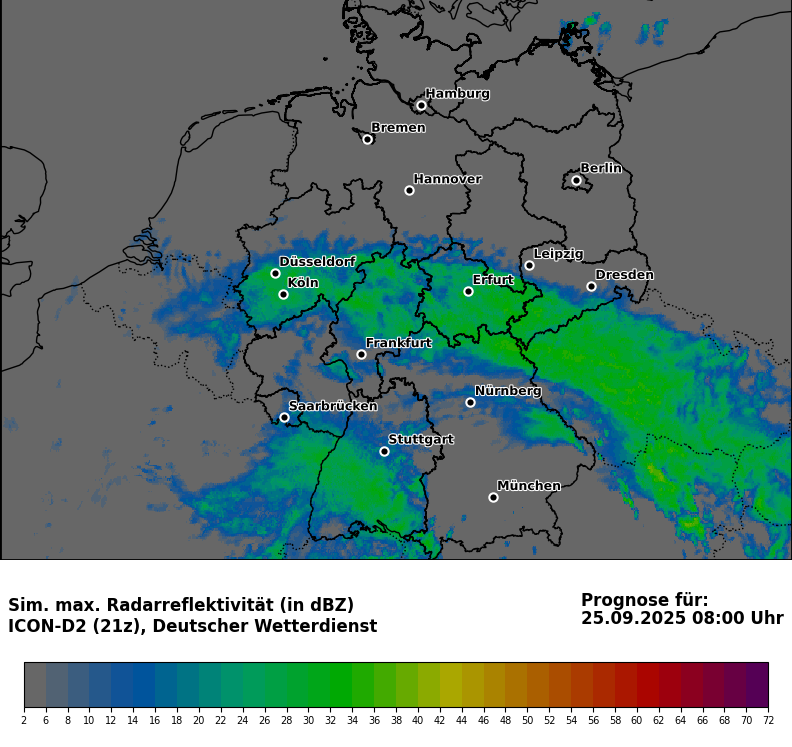 Hamburg
Bremen
Berlin
Hannover
Leipzig
Düsseldorf
Dresden
Köln
Erfurt
Frankfurt
Nürnberg
Saarbrücken
Stuttgart
München
Sim. max. Radarreflektivität (in dBZ)
ICON-D2 (21z), Deutscher Wetterdienst
Prognose für:
25.09.2025 08:00 Uhr
2 6 8 10 12 14 16 18 20 22 24 26 28 30 32 34 36 38 40 42 44 46 48 50 52 54 56 58 60 62 64 66 68 70 72